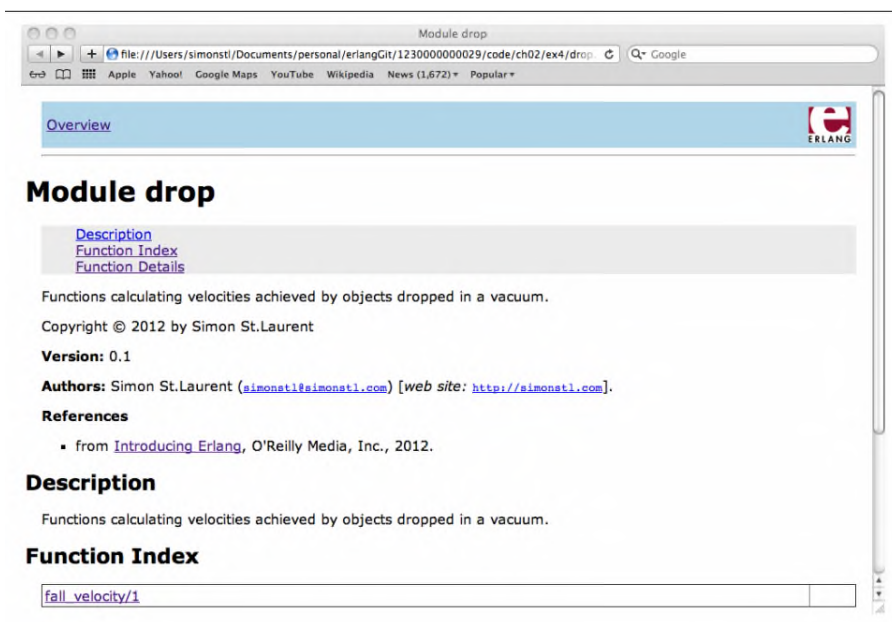 Module drop
file:///Users/simonstl/Documents/personal/erlangGit/1230000000029/code/ch02/ex4/drop.
Google
Apple Yahoo! Google Maps YouTube Wikipedia News (1,672) Popular
Overview
ERLANG
Module drop
Description
Function Index
Function Details
Functions calculating velocities achieved by objects dropped in a vacuum.
Copyright © 2012 by Simon St.Laurent
Version: 0.1
Authors: Simon St.Laurent (simonstl@simonstl.com) [web site: http://simonstl.com].
References
▪ from Introducing Erlang, O'Reilly Media, Inc., 2012.
Description
Functions calculating velocities achieved by objects dropped in a vacuum.
Function Index
fall_velocity/1